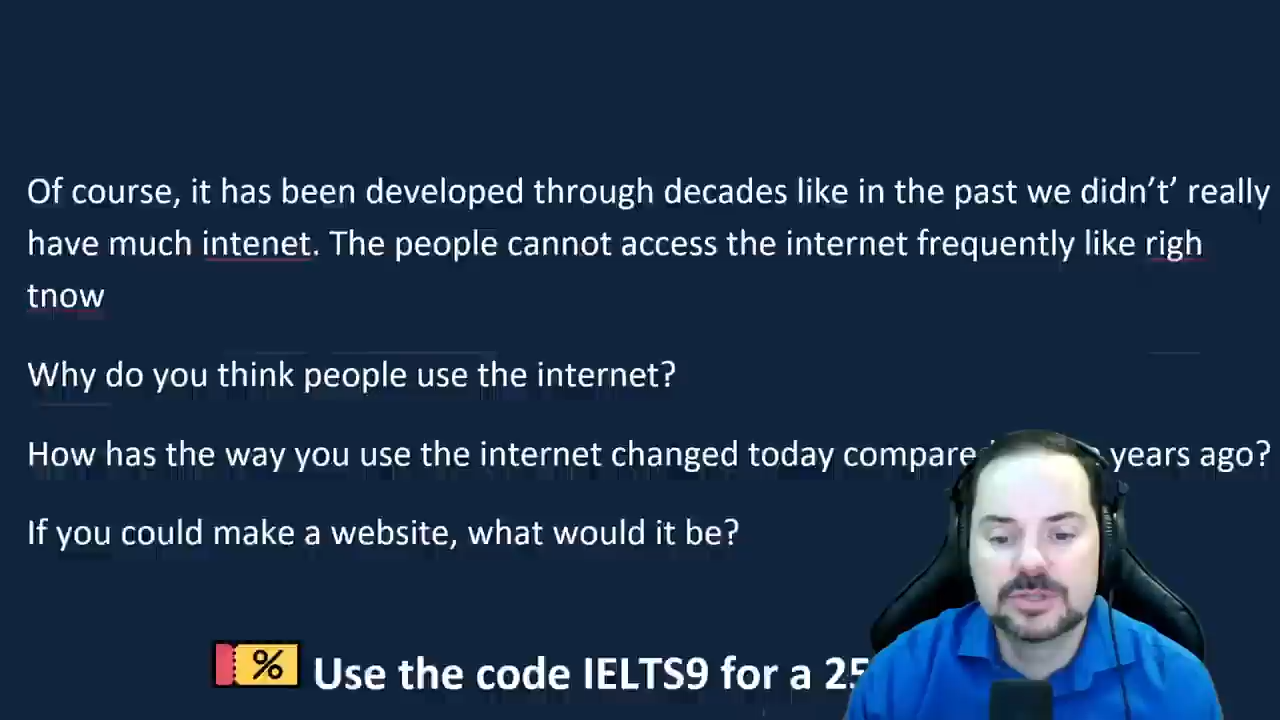 Of course, it has been developed through decades like in the past we didn’t’ really
have much intenet. The people cannot access the internet frequently like righ
tnow
Why do you think people use the internet?
How has the way you use the internet changed today compare years ago?
If you could make a website, what would it be?
% Use the code IELTS9 for a 25